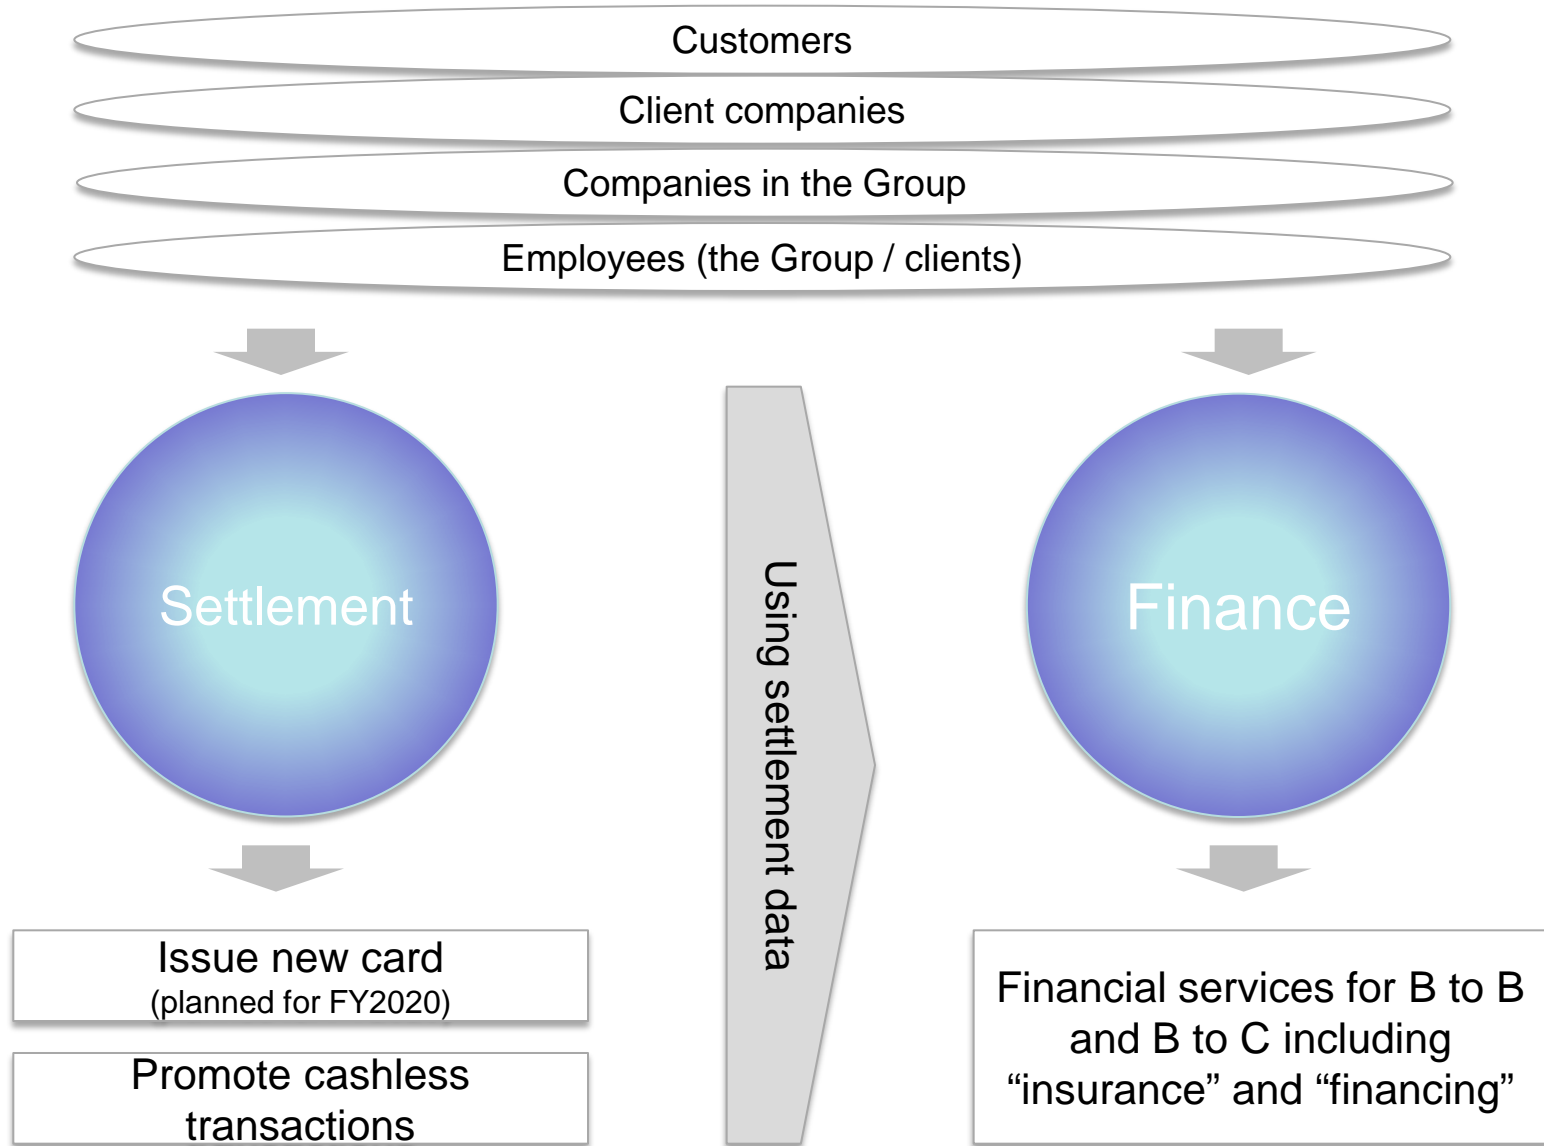 Customers
Client companies
Companies in the Group
Employees (the Group / clients)
Settlement
Using settlement data
Finance
Issue new card
(planned for FY2020)
Promote cashless
transactions
Financial services for B to B
and B to C including
“insurance” and “financing”